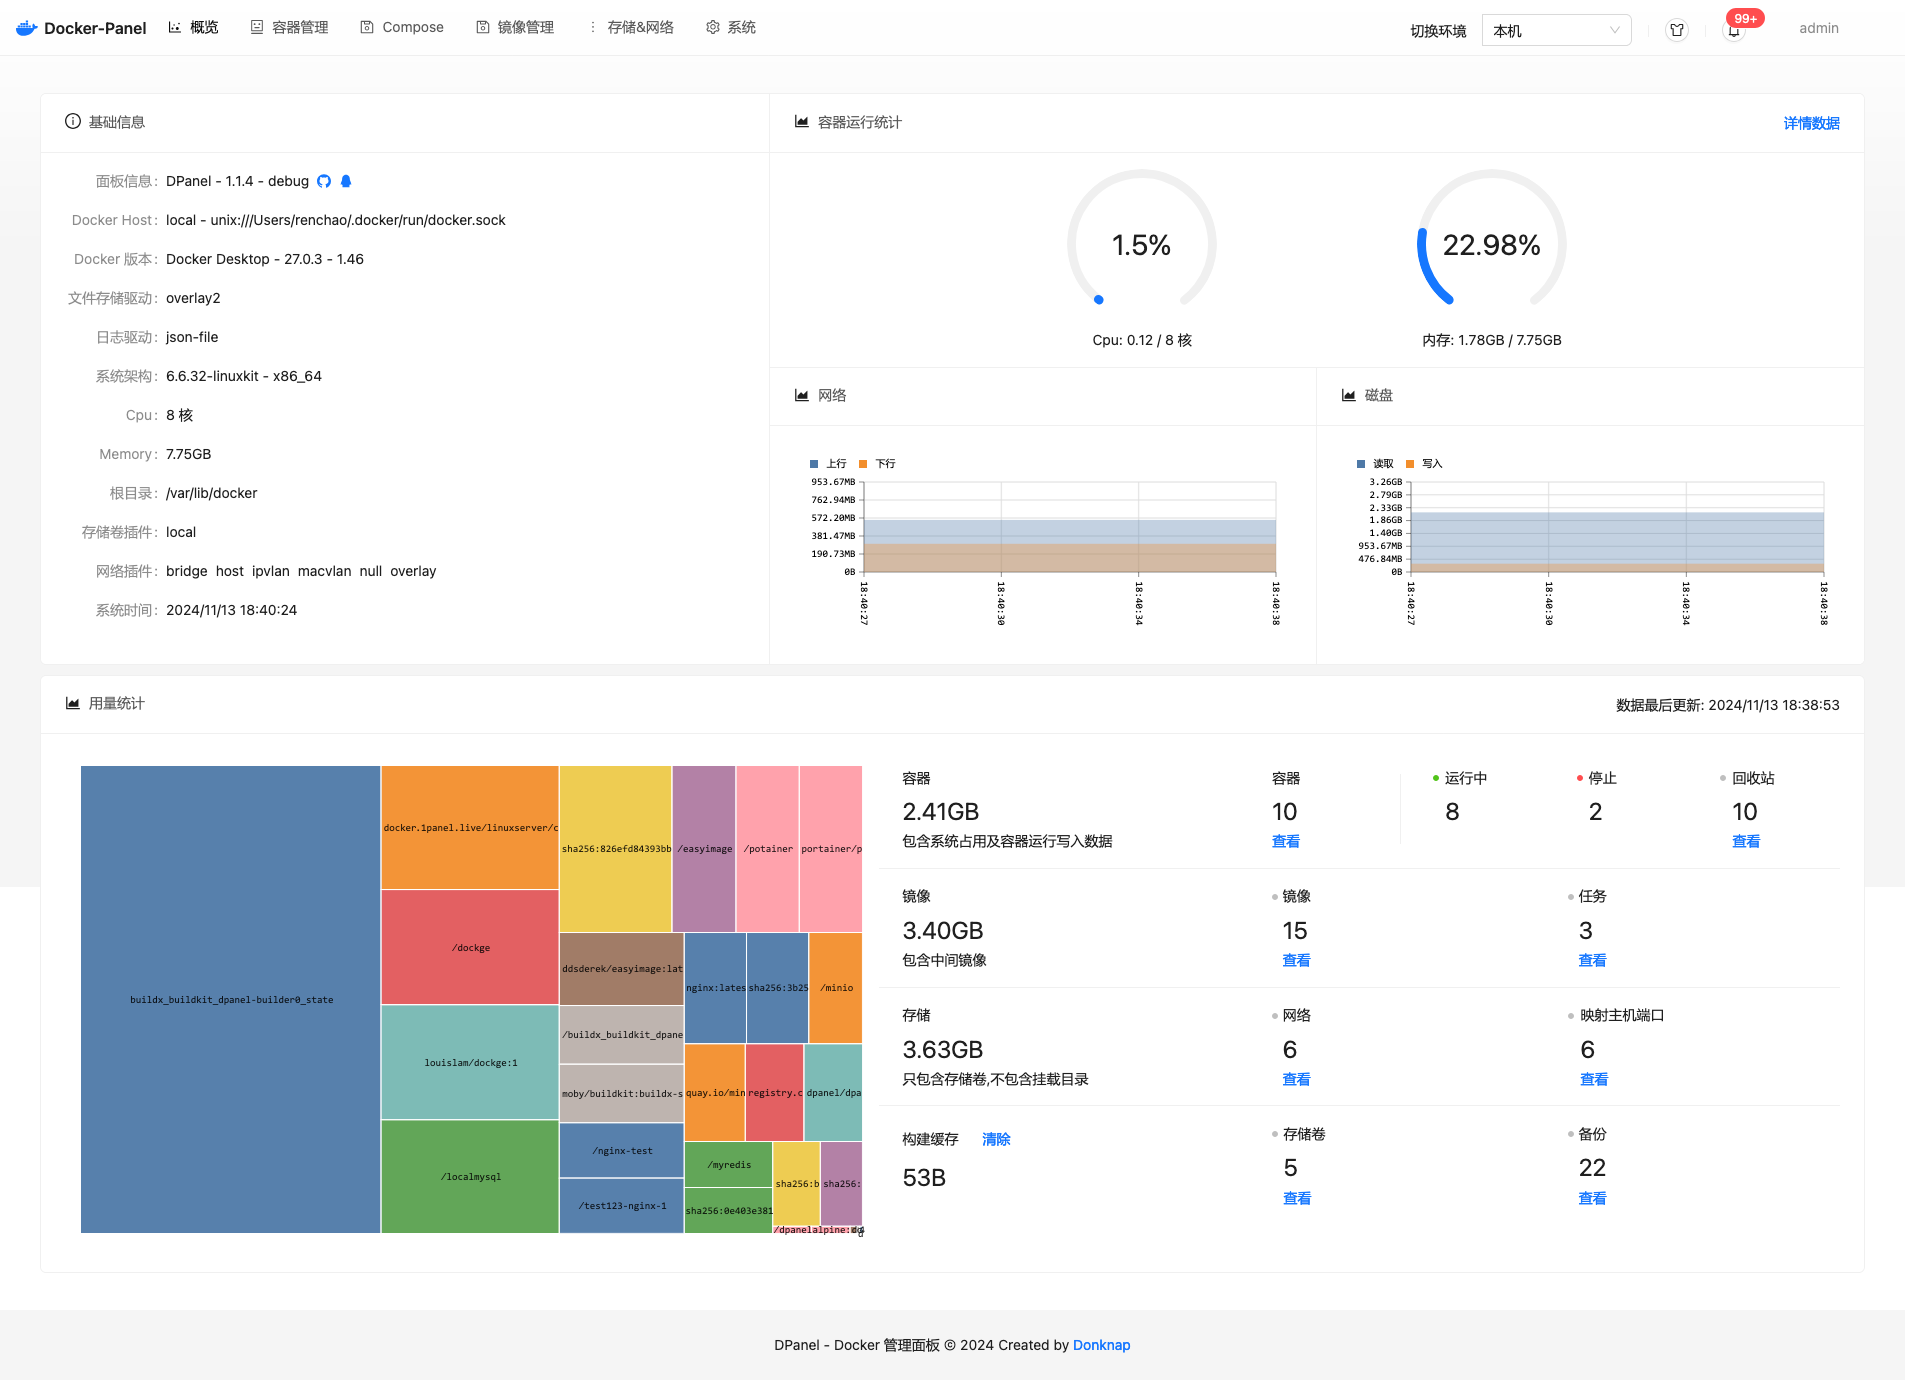 Docker-Panel 概览 容器管理 Compose 镜像管理 存储&网络 系统 切换环境 本机 99+ admin
基础信息
面板信息: DPanel - 1.1.4 - debug
Docker Host: local - unix:///Users/renchao/.docker/run/docker.sock
Docker 版本: Docker Desktop - 27.0.3 - 1.46
文件存储驱动: overlay2
日志驱动: json-file
系统架构: 6.6.32-linuxkit - x86_64
Cpu: 8 核
Memory: 7.75GB
根目录: /var/lib/docker
存储卷插件: local
网络插件: bridge host ipvlan macvlan null overlay
系统时间: 2024/11/13 18:40:24
容器运行统计 详情数据
1.5% 22.98%
Cpu: 0.12 / 8 核 内存: 1.78GB / 7.75GB
网络
上行 下行
953.67MB
762.94MB
572.20MB
381.47MB
190.73MB
0B
18:40:27 18:40:30 18:40:34 18:40:38
磁盘
读取 写入
3.26GB
2.79GB
2.33GB
1.86GB
1.40GB
953.67MB
476.84MB
0B
18:40:27 18:40:30 18:40:34 18:40:38
用量统计 数据最后更新: 2024/11/13 18:38:53
buildx_buildkit_dpanel-builder0_state
docker.1panel.live/linuxserver/c
/dockge
louislam/dockge:1
/localmysql
sha256:826efd84393bb
/easyimage
/potainer
portainer/p
ddsderek/easyimage:lat
/buildx_buildkit_dpane
moby/buildkit:buildx-s
/nginx-test
/test123-nginx-1
nginx:lates
sha256:3b25
/minio
quay.io/min
registry.c
dpanel/dpa
/myredis
sha256:0e403e381
sha256:b
sha256:
/dpanel
alpine:
容器 容器 运行中 停止 回收站
2.41GB 10 8 2 10
包含系统占用及容器运行写入数据 查看 查看
镜像 镜像 任务
3.40GB 15 3
包含中间镜像 查看 查看
存储 网络 映射主机端口
3.63GB 6 6
只包含存储卷,不包含挂载目录 查看 查看
构建缓存 清除 存储卷 备份
53B 5 22
查看 查看
DPanel - Docker 管理面板 © 2024 Created by Donknap